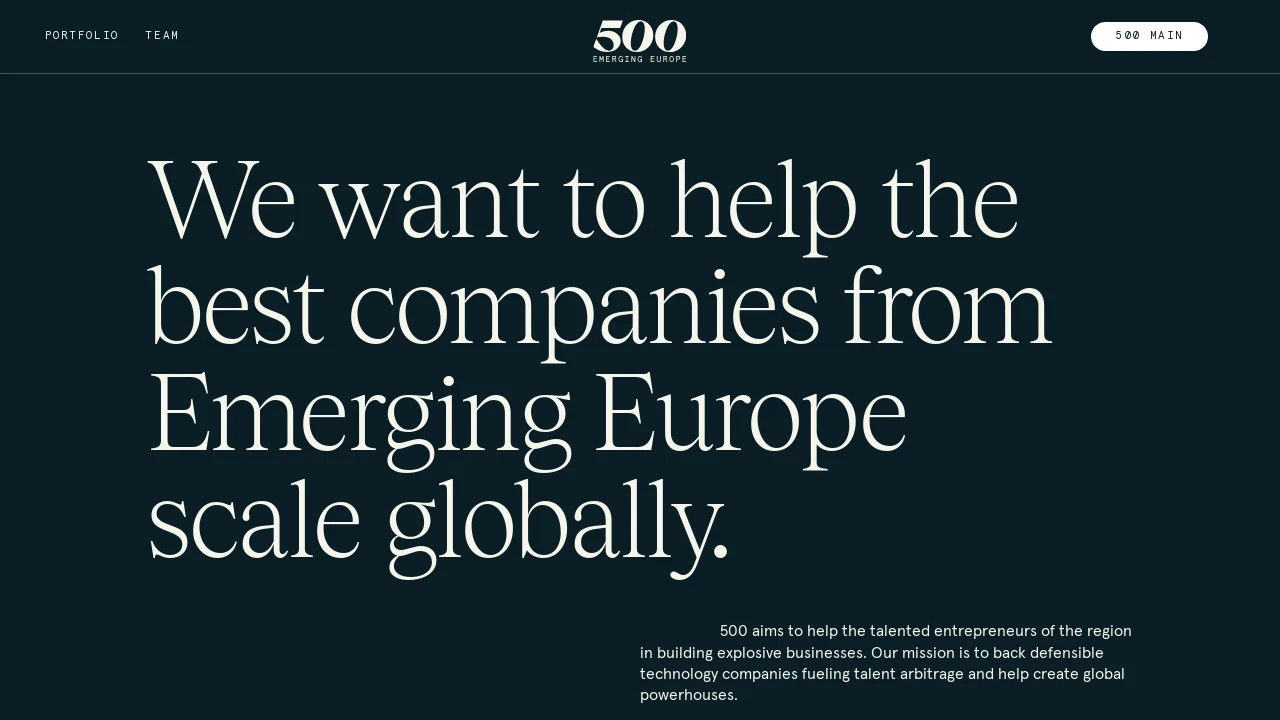 PORTFOLIO TEAM
500
EMERGING EUROPE
500 MAIN
We want to help the
best companies from
Emerging Europe
scale globally.
500 aims to help the talented entrepreneurs of the region
in building explosive businesses. Our mission is to back defensible
technology companies fueling talent arbitrage and help create global
powerhouses.